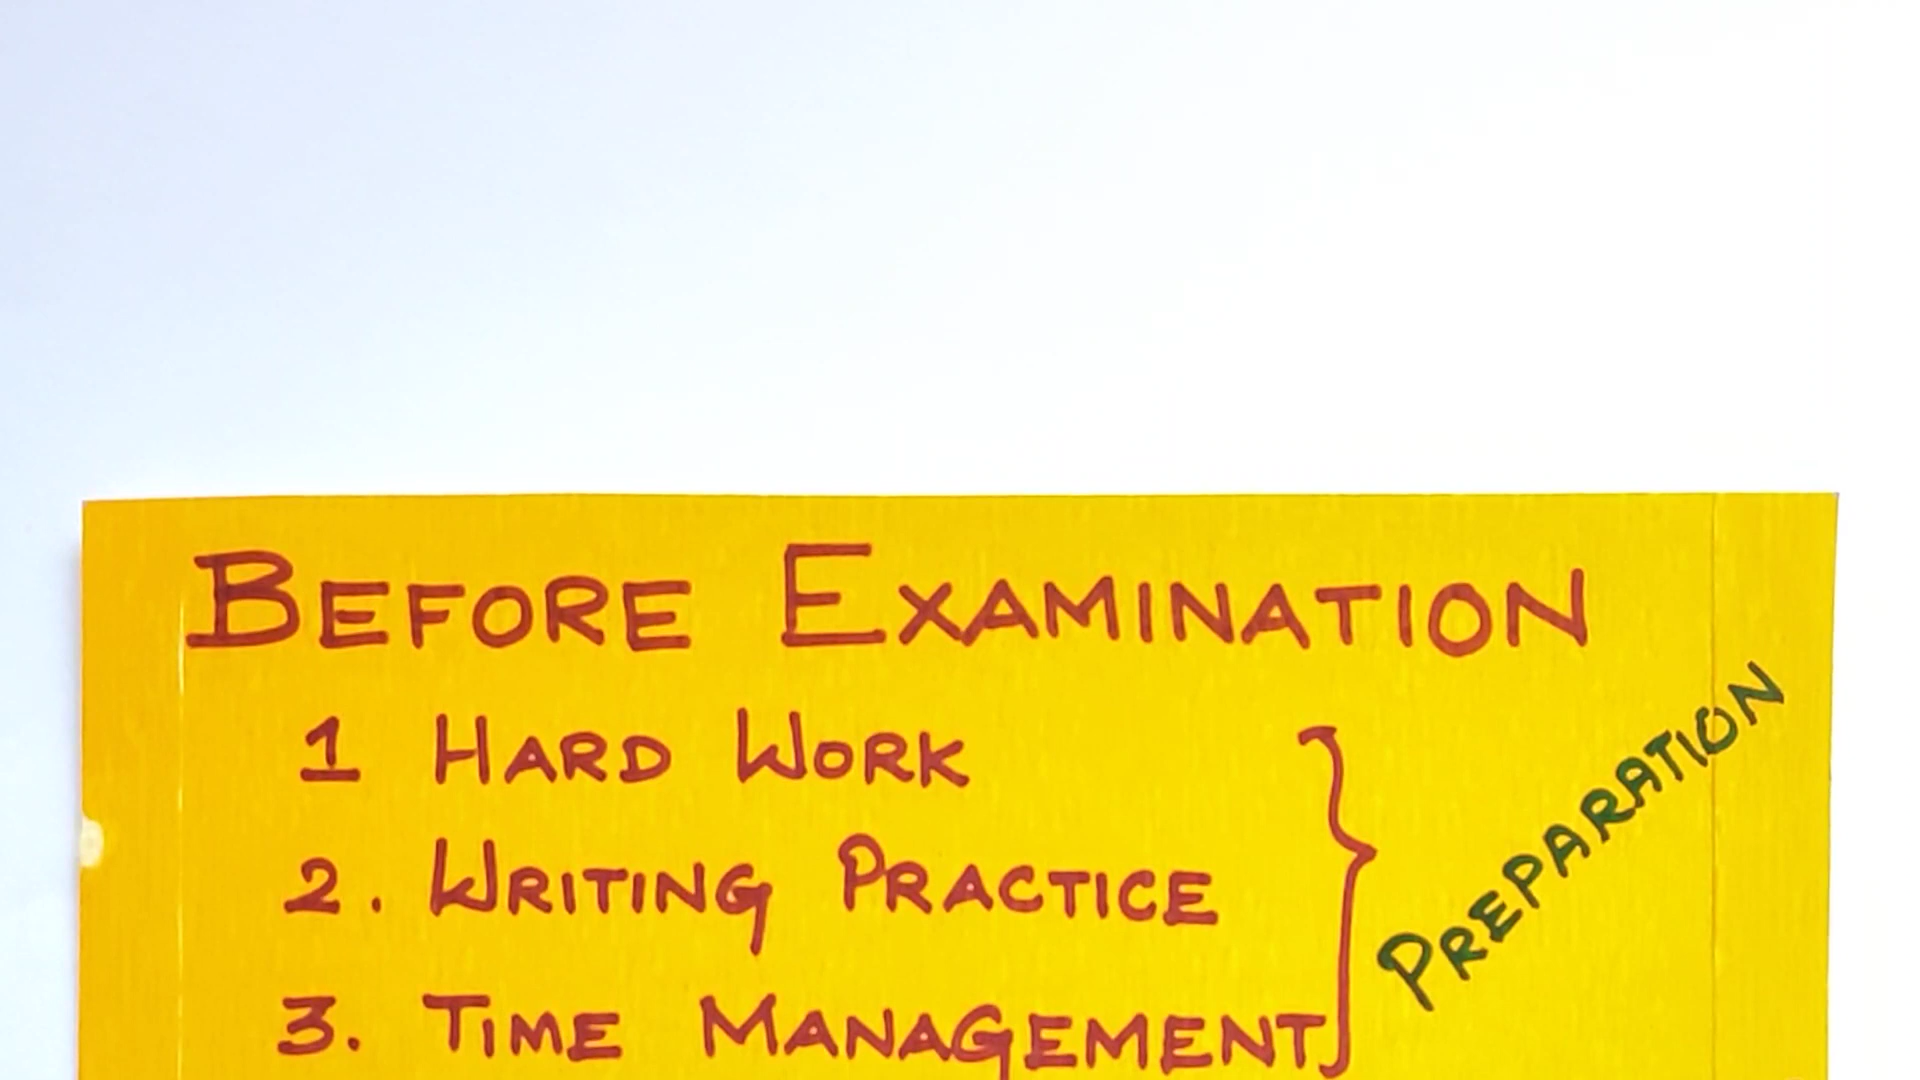 BEFORE EXAMINATION
1 HARD WORK
2. WRITING PRACTICE
3. TIME MANAGEMENT
PREPARATION